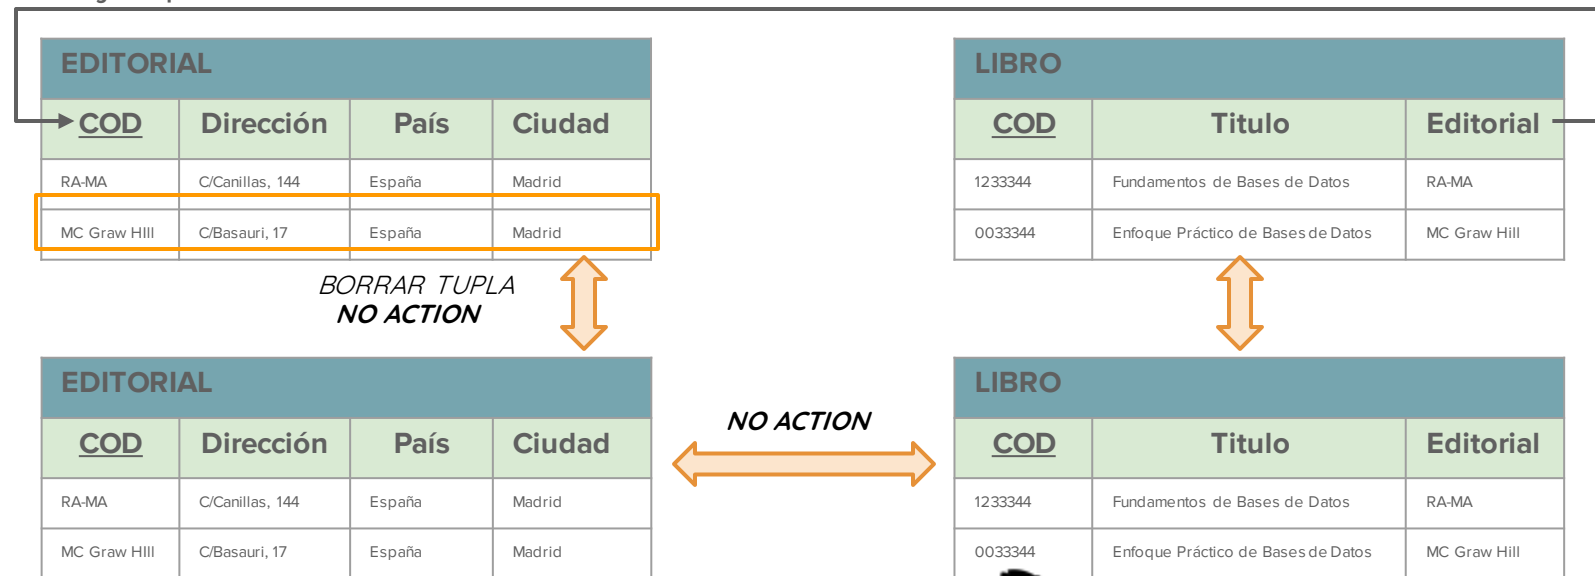 EDITORIAL
COD Dirección País Ciudad
RA-MA C/Canillas, 144 España Madrid
MC Graw HIll C/Basauri, 17 España Madrid
LIBRO
COD Titulo Editorial
1233344 Fundamentos de Bases de Datos RA-MA
0033344 Enfoque Práctico de Bases de Datos MC Graw Hill
BORRAR TUPLA
NO ACTION
EDITORIAL
COD Dirección País Ciudad
RA-MA C/Canillas, 144 España Madrid
MC Graw HIll C/Basauri, 17 España Madrid
NO ACTION
LIBRO
COD Titulo Editorial
1233344 Fundamentos de Bases de Datos RA-MA
0033344 Enfoque Práctico de Bases de Datos MC Graw Hill